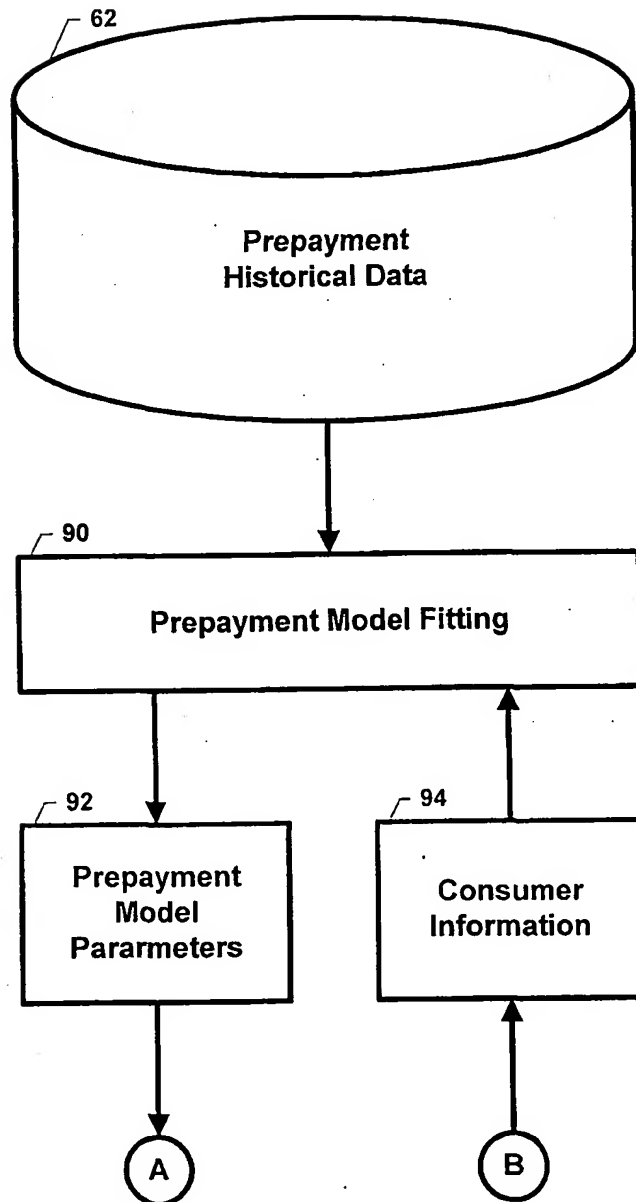 62
Prepayment
Historical Data
90
Prepayment Model Fitting
92
Prepayment
Model
Pararmeters
94
Consumer
Information
A
B